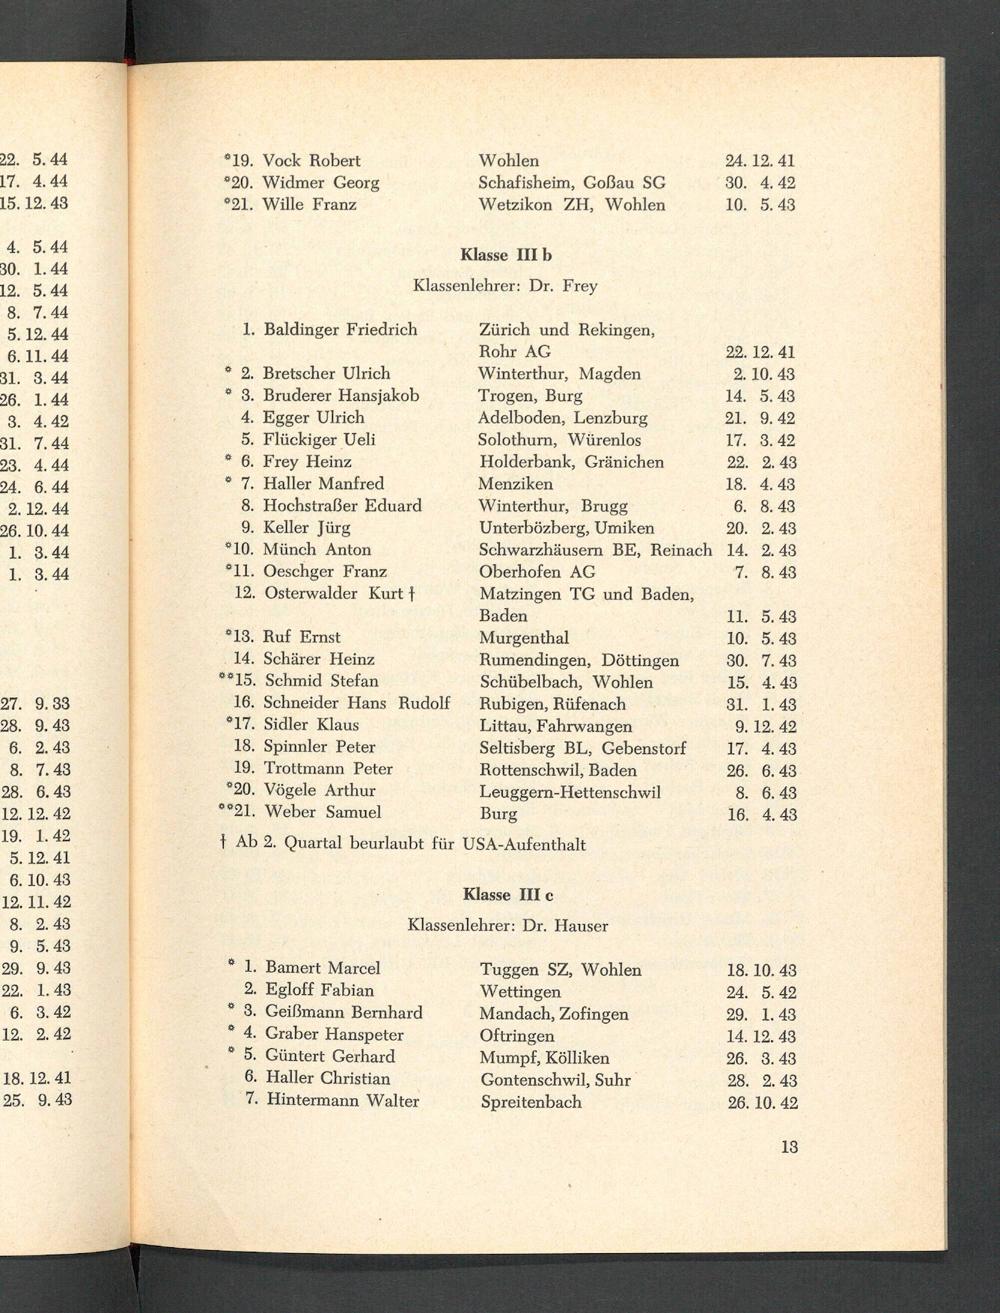 22. 5. 44
17. 4. 44
15. 12. 43
4. 5. 44
30. 1. 44
12. 5. 44
8. 7. 44
5. 12. 44
6. 11. 44
31. 3. 44
26. 1. 44
3. 4. 42
31. 7. 44
23. 4. 44
24. 6. 44
2. 12. 44
26. 10. 44
1. 3. 44
1. 3. 44
27. 9. 33
28. 9. 43
6. 2. 43
8. 7. 43
28. 6. 43
12. 12. 42
19. 1. 42
5. 12. 41
6. 10. 43
12. 11. 42
8. 2. 43
9. 5. 43
29. 9. 43
22. 1. 43
6. 3. 42
12. 2. 42
18. 12. 41
25. 9. 43
*19. Vock Robert Wohlen 24. 12. 41
*20. Widmer Georg Schafisheim, Goßau SG 30. 4. 42
*21. Wille Franz Wetzikon ZH, Wohlen 10. 5. 43
Klasse III b
Klassenlehrer: Dr. Frey
1. Baldinger Friedrich Zürich und Rekingen,
Rohr AG 22. 12. 41
* 2. Bretscher Ulrich Winterthur, Magden 2. 10. 43
* 3. Bruderer Hansjakob Trogen, Burg 14. 5. 43
4. Egger Ulrich Adelboden, Lenzburg 21. 9. 42
5. Flückiger Ueli Solothurn, Würenlos 17. 3. 42
* 6. Frey Heinz Holderbank, Gränichen 22. 2. 43
* 7. Haller Manfred Menziken 18. 4. 43
8. Hochstraßer Eduard Winterthur, Brugg 6. 8. 43
9. Keller Jürg Unterbözberg, Umiken 20. 2. 43
*10. Münch Anton Schwarzhäusern BE, Reinach 14. 2. 43
*11. Oeschger Franz Oberhofen AG 7. 8. 43
12. Osterwalder Kurt † Matzingen TG und Baden,
Baden 11. 5. 43
*13. Ruf Ernst Murgenthal 10. 5. 43
14. Schärer Heinz Rumendingen, Döttingen 30. 7. 43
**15. Schmid Stefan Schübelbach, Wohlen 15. 4. 43
16. Schneider Hans Rudolf Rubigen, Rüfenach 31. 1. 43
*17. Sidler Klaus Littau, Fahrwangen 9. 12. 42
18. Spinnler Peter Seltisberg BL, Gebenstorf 17. 4. 43
19. Trottmann Peter Rottenschwil, Baden 26. 6. 43
*20. Vögele Arthur Leuggern-Hettenschwil 8. 6. 43
**21. Weber Samuel Burg 16. 4. 43
† Ab 2. Quartal beurlaubt für USA-Aufenthalt
Klasse III c
Klassenlehrer: Dr. Hauser
* 1. Bamert Marcel Tuggen SZ, Wohlen 18. 10. 43
2. Egloff Fabian Wettingen 24. 5. 42
* 3. Geißmann Bernhard Mandach, Zofingen 29. 1. 43
* 4. Graber Hanspeter Oftringen 14. 12. 43
* 5. Güntert Gerhard Mumpf, Kölliken 26. 3. 43
6. Haller Christian Gontenschwil, Suhr 28. 2. 43
7. Hintermann Walter Spreitenbach 26. 10. 42
13